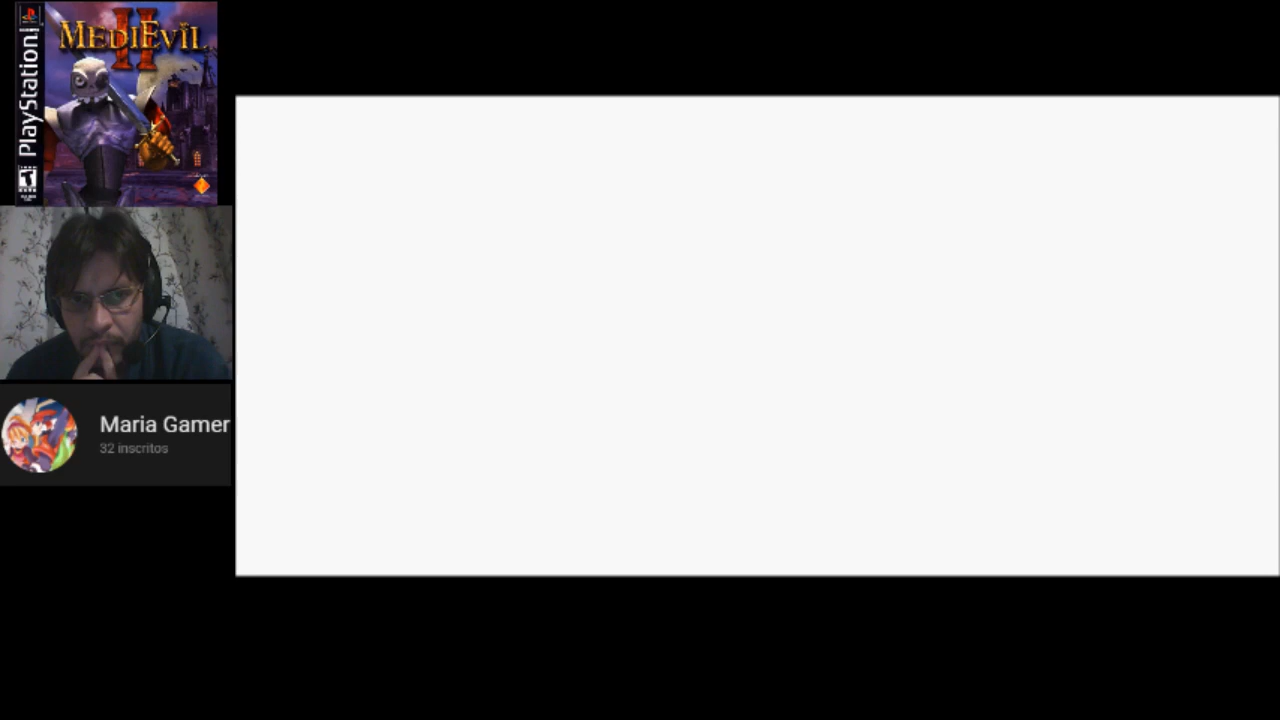 PlayStation
MEDIEVIL
II
T
Maria Gamer
32 inscritos